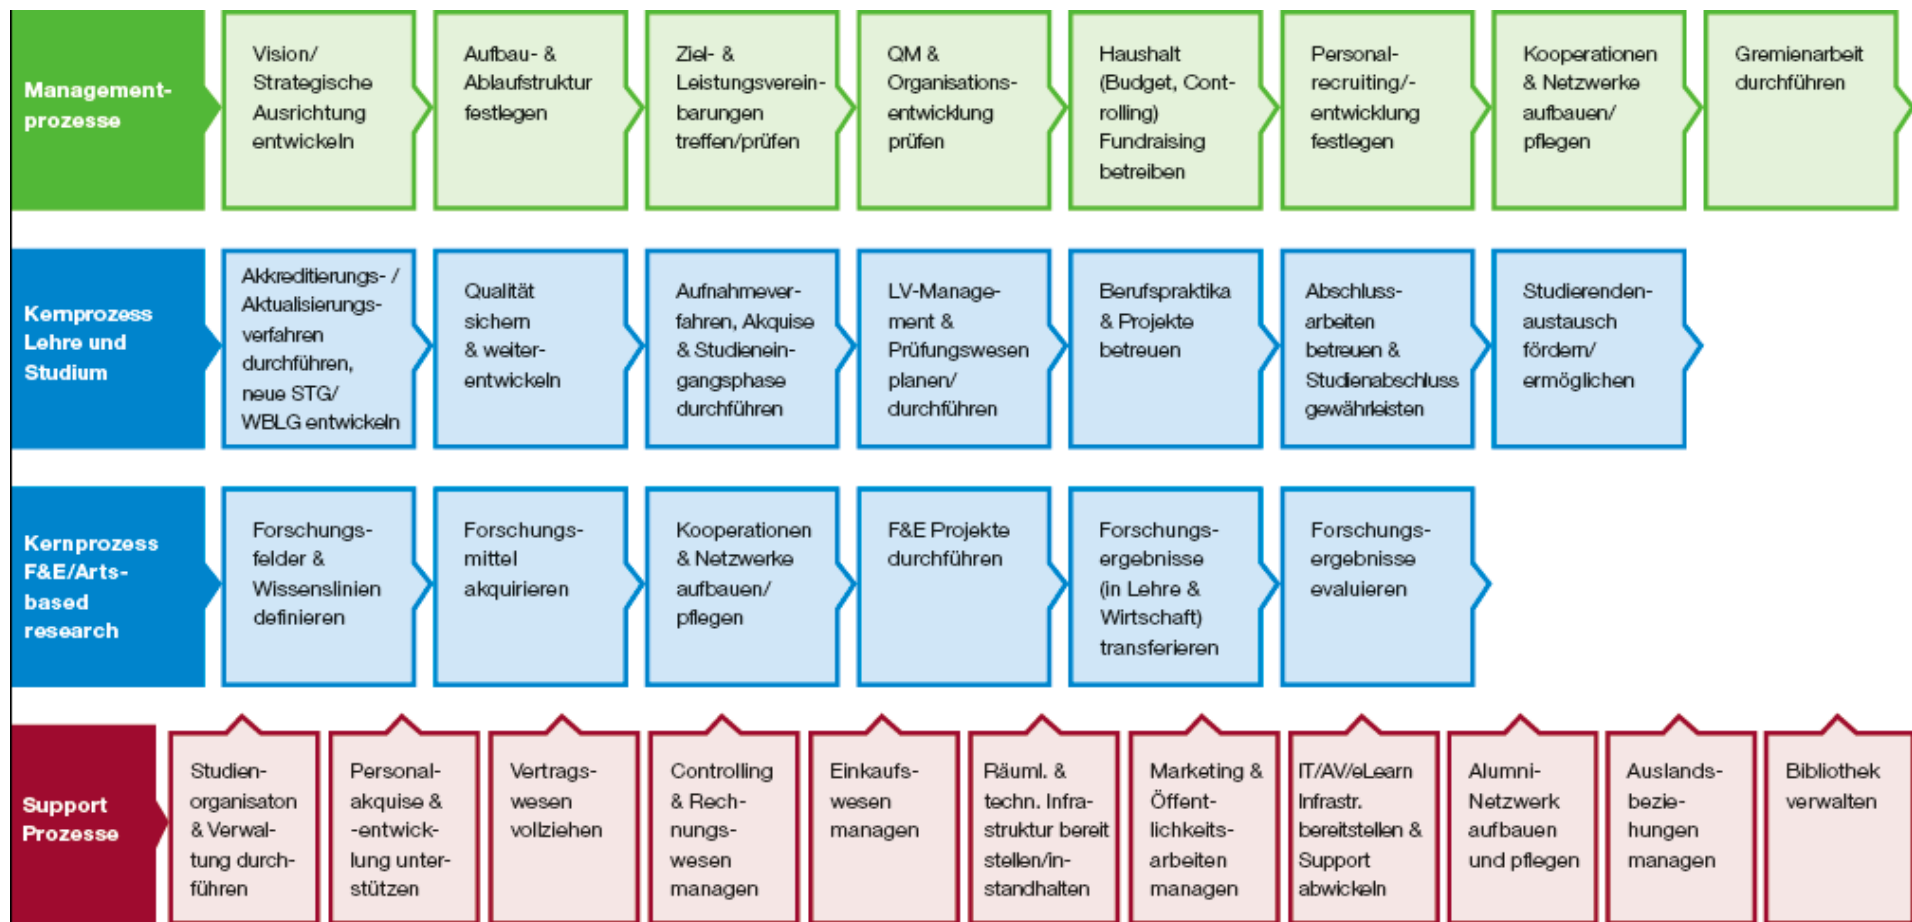 Management-
prozesse
Vision/
Strategische
Ausrichtung
entwickeln
Aufbau- &
Ablaufstruktur
festlegen
Ziel- &
Leistungsverein-
barungen
treffen/prüfen
QM &
Organisations-
entwicklung
prüfen
Haushalt
(Budget, Cont-
rolling)
Fundraising
betreiben
Personal-
recruiting/-
entwicklung
festlegen
Kooperationen
& Netzwerke
aufbauen/
pflegen
Gremienarbeit
durchführen
Kernprozess
Lehre und
Studium
Akkreditierungs- /
Aktualisierungs-
verfahren
durchführen,
neue STG/
WBLG entwickeln
Qualität
sichern
& weiter-
entwickeln
Aufnahmever-
fahren, Akquise
& Studienein-
gangsphase
durchführen
LV-Manage-
ment &
Prüfungswesen
planen/
durchführen
Berufspraktika
& Projekte
betreuen
Abschluss-
arbeiten
betreuen &
Studienabschluss
gewährleisten
Studierenden-
austausch
fördern/
ermöglichen
Kernprozess
F&E/Arts-
based
research
Forschungs-
felder &
Wissenslinien
definieren
Forschungs-
mittel
akquirieren
Kooperationen
& Netzwerke
aufbauen/
pflegen
F&E Projekte
durchführen
Forschungs-
ergebnisse
(in Lehre &
Wirtschaft)
transferieren
Forschungs-
ergebnisse
evaluieren
Support
Prozesse
Studien-
organisaton
& Verwal-
tung durch-
führen
Personal-
akquise &
-entwick-
lung unter-
stützen
Vertrags-
wesen
vollziehen
Controlling
& Rech-
nungs-
wesen
managen
Einkaufs-
wesen
managen
Räuml. &
techn. Infra-
struktur bereit
stellen/in-
standhalten
Marketing &
Öffent-
lichkeits-
arbeiten
managen
IT/AV/eLearn
Infrastr.
bereitstellen &
Support
abwickeln
Alumni-
Netzwerk
aufbauen
und pflegen
Auslands-
bezie-
hungen
managen
Bibliothek
verwalten